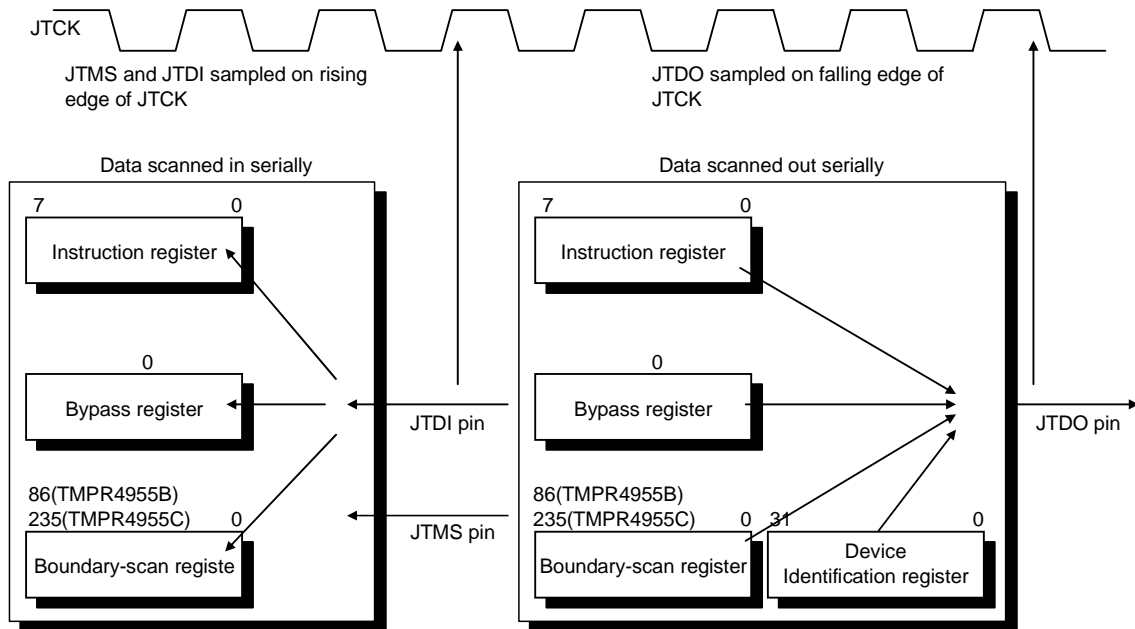 JTCK
JTMS and JTDI sampled on rising
edge of JTCK
JTDO sampled on falling edge of
JTCK
Data scanned in serially
7 0
Instruction register
0
Bypass register
86(TMPR4955B)
235(TMPR4955C) 0
Boundary-scan registe
JTDI pin
JTMS pin
Data scanned out serially
7 0
Instruction register
0
Bypass register
86(TMPR4955B)
235(TMPR4955C) 0
Boundary-scan register
31 0
Device
Identification register
JTDO pin